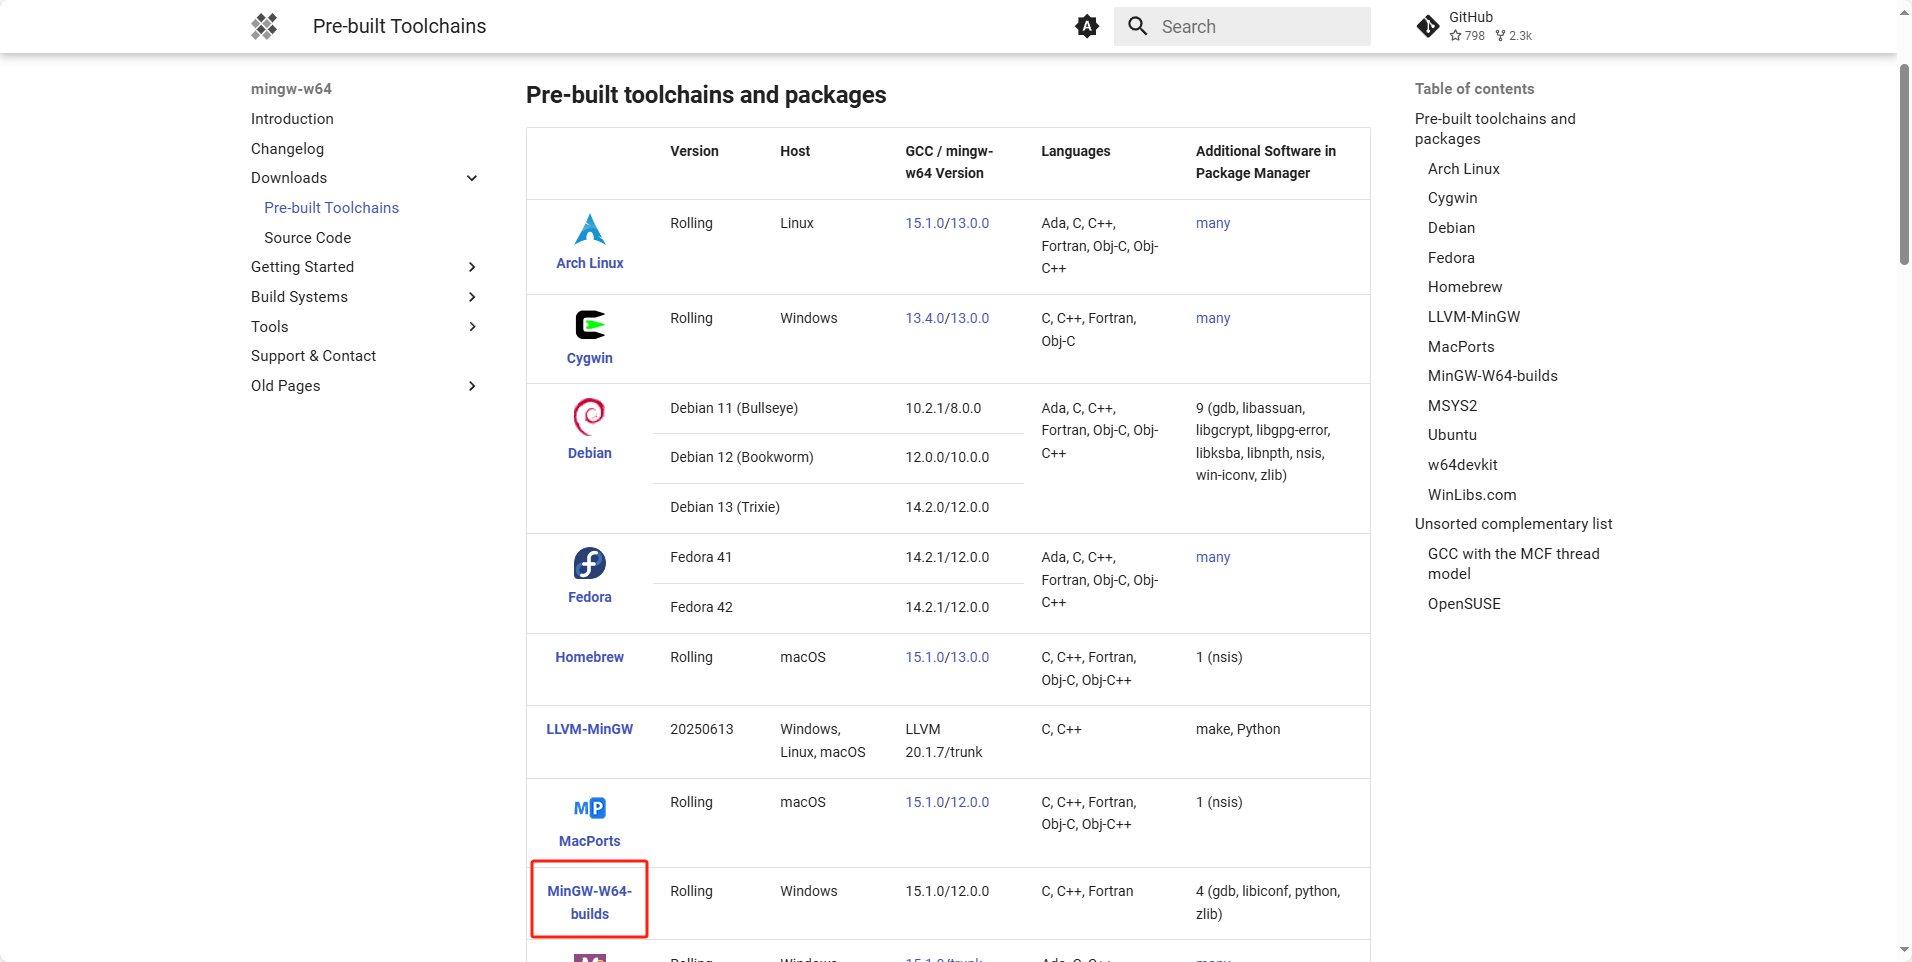 Pre-built Toolchains
Search
GitHub
798 2.3k
mingw-w64
Introduction
Changelog
Downloads
Pre-built Toolchains
Source Code
Getting Started
Build Systems
Tools
Support & Contact
Old Pages
Pre-built toolchains and packages
Version Host GCC / mingw- Languages Additional Software in
w64 Version Package Manager
Rolling Linux 15.1.0/13.0.0 Ada, C, C++, many
Fortran, Obj-C, Obj-
Arch Linux C++
Rolling Windows 13.4.0/13.0.0 C, C++, Fortran, many
Obj-C
Cygwin
Debian 11 (Bullseye) 10.2.1/8.0.0 Ada, C, C++, 9 (gdb, libassuan,
Fortran, Obj-C, Obj- libgcrypt, libgpg-error,
Debian C++ libksba, libnpth, nsis,
Debian 12 (Bookworm) 12.0.0/10.0.0 win-iconv, zlib)
Debian 13 (Trixie) 14.2.0/12.0.0
Fedora 41 14.2.1/12.0.0 Ada, C, C++, many
Fortran, Obj-C, Obj-
Fedora C++
Fedora 42 14.2.1/12.0.0
Homebrew Rolling macOS 15.1.0/13.0.0 C, C++, Fortran, 1 (nsis)
Obj-C, Obj-C++
LLVM-MinGW 20250613 Windows, LLVM C, C++ make, Python
Linux, macOS 20.1.7/trunk
MP Rolling macOS 15.1.0/12.0.0 C, C++, Fortran, 1 (nsis)
Obj-C, Obj-C++
MacPorts
MinGW-W64- Rolling Windows 15.1.0/12.0.0 C, C++, Fortran 4 (gdb, libiconf, python,
builds zlib)
Rolling Windows 15.1.0/trunk Ada, C, C++, many
Table of contents
Pre-built toolchains and
packages
Arch Linux
Cygwin
Debian
Fedora
Homebrew
LLVM-MinGW
MacPorts
MinGW-W64-builds
MSYS2
Ubuntu
w64devkit
WinLibs.com
Unsorted complementary list
GCC with the MCF thread
model
OpenSUSE